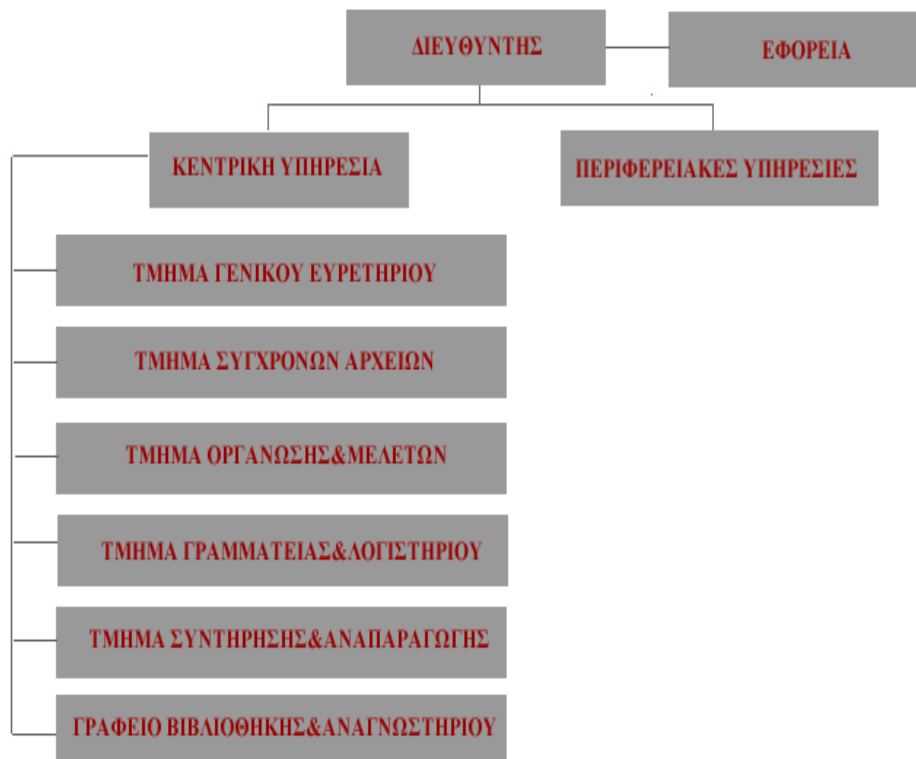 ΔΙΕΥΘΥΝΤΗΣ
ΕΦΟΡΕΙΑ
ΚΕΝΤΡΙΚΗ ΥΠΗΡΕΣΙΑ
ΠΕΡΙΦΕΡΕΙΑΚΕΣ ΥΠΗΡΕΣΙΕΣ
ΤΜΗΜΑ ΓΕΝΙΚΟΥ ΕΥΡΕΤΗΡΙΟΥ
ΤΜΗΜΑ ΣΥΓΧΡΟΝΩΝ ΑΡΧΕΙΩΝ
ΤΜΗΜΑ ΟΡΓΑΝΩΣΗΣ&ΜΕΛΕΤΩΝ
ΤΜΗΜΑ ΓΡΑΜΜΑΤΕΙΑΣ&ΛΟΓΙΣΤΗΡΙΟΥ
ΤΜΗΜΑ ΣΥΝΤΗΡΗΣΗΣ&ΑΝΑΠΑΡΑΓΩΓΗΣ
ΓΡΑΦΕΙΟ ΒΙΒΛΙΟΘΗΚΗΣ&ΑΝΑΓΝΩΣΤΗΡΙΟΥ